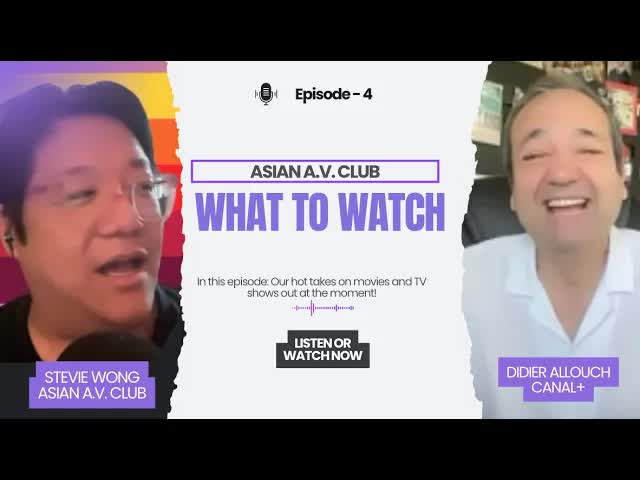 Episode - 4
ASIAN A.V. CLUB
WHAT TO WATCH
In this episode: Our hot takes on movies and TV
shows out at the moment!
LISTEN OR
WATCH NOW
STEVIE WONG
ASIAN A.V. CLUB
DIDIER ALLOUCH
CANAL+